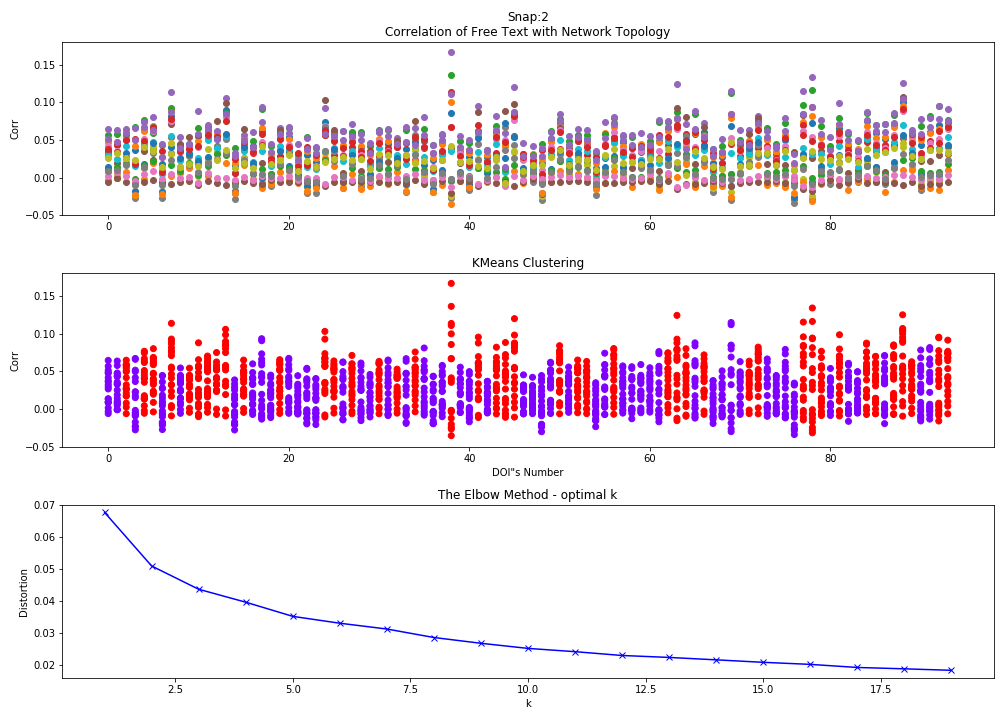 Snap:2
Correlation of Free Text with Network Topology
Corr
0.15
0.10
0.05
0.00
−0.05
0 20 40 60 80
KMeans Clustering
Corr
0.15
0.10
0.05
0.00
−0.05
0 20 40 60 80
DOI"s Number
The Elbow Method - optimal k
Distortion
0.07
0.06
0.05
0.04
0.03
0.02
2.5 5.0 7.5 10.0 12.5 15.0 17.5
k